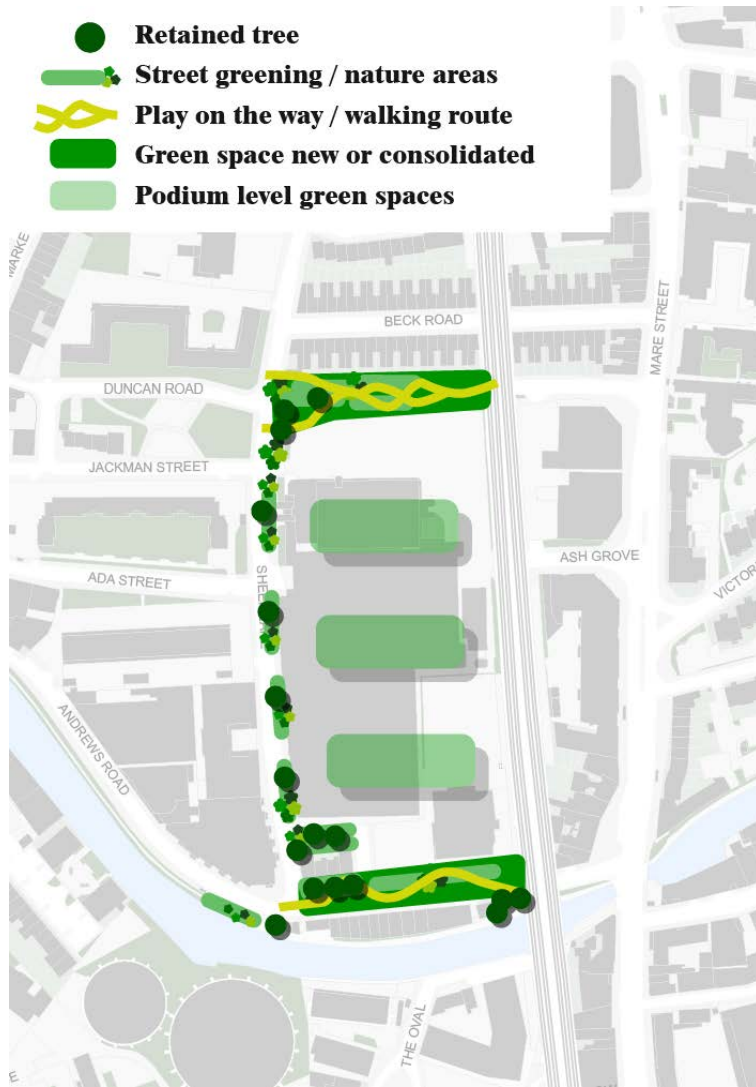 Retained tree
Street greening / nature areas
Play on the way / walking route
Green space new or consolidated
Podium level green spaces
MARE STREET
BECK ROAD
DUNCAN ROAD
JACKMAN STREET
ASH GROVE
ADA STREET
ANDREWS ROAD
THE OVAL